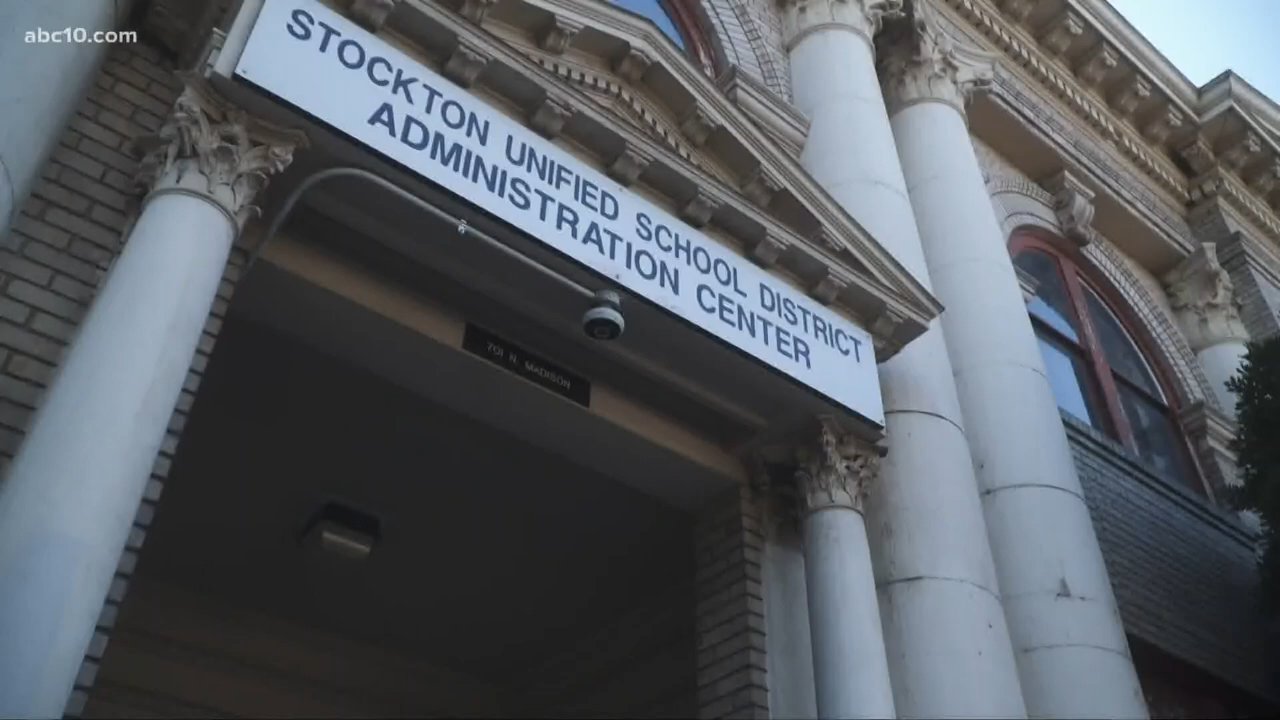 abc10.com
STOCKTON UNIFIED SCHOOL DISTRICT
ADMINISTRATION CENTER
701 N. MADISON